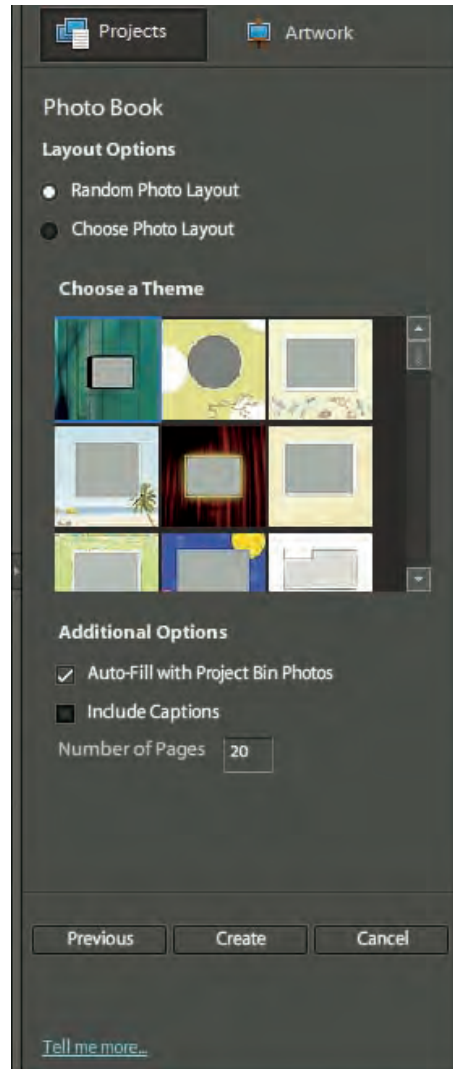 Projects Artwork
Photo Book
Layout Options
Random Photo Layout
Choose Photo Layout
Choose a Theme
Additional Options
Auto-Fill with Project Bin Photos
Include Captions
Number of Pages 20
Previous Create Cancel
Tell me more...